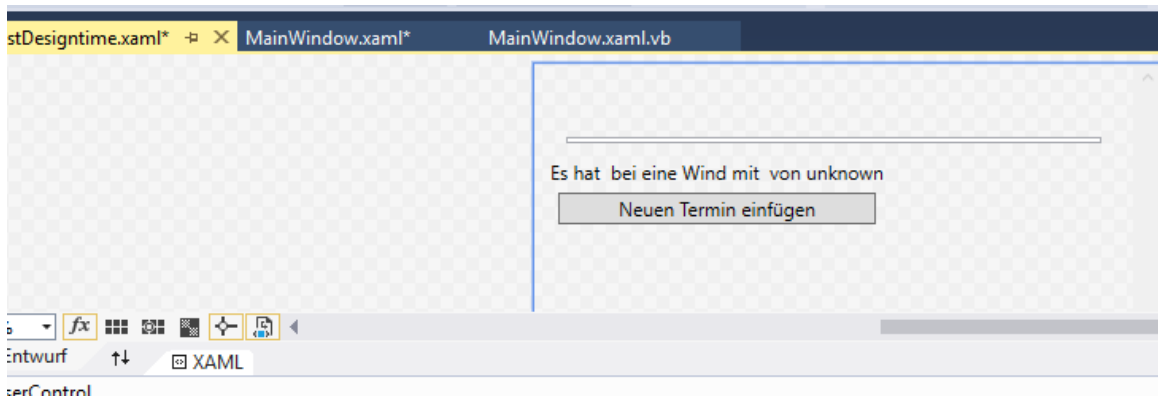 stDesigntime.xaml* MainWindow.xaml* MainWindow.xaml.vb
Es hat bei eine Wind mit von unknown
Neuen Termin einfügen
fx
Entwurf XAML
serControl